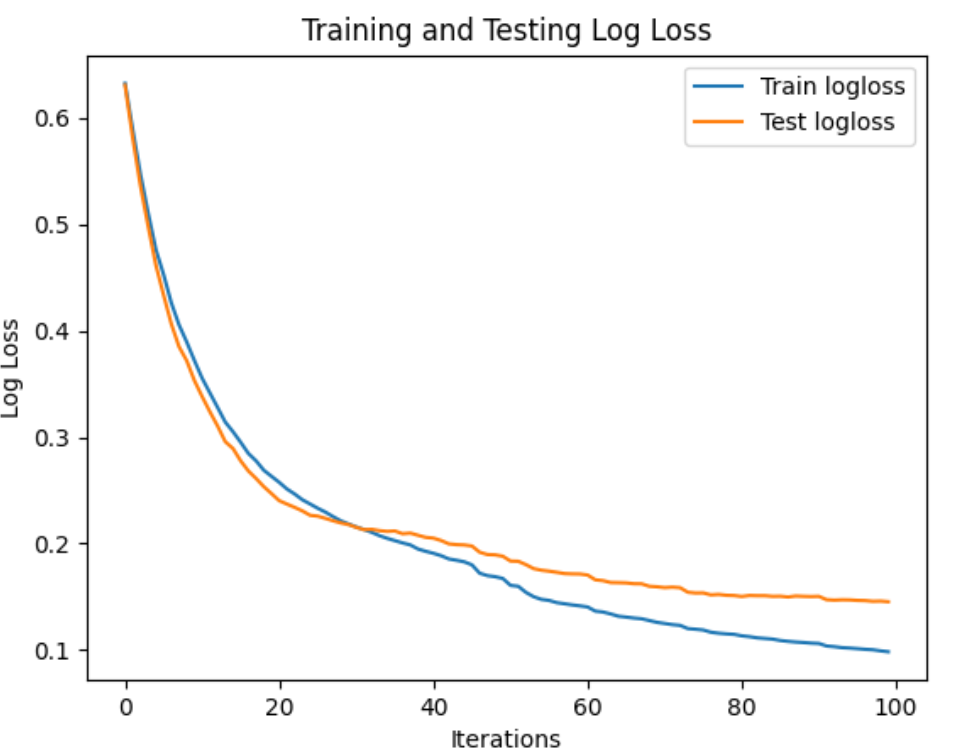 Training and Testing Log Loss
Train logloss
Test logloss
Log Loss
0.6
0.5
0.4
0.3
0.2
0.1
0 20 40 60 80 100
Iterations